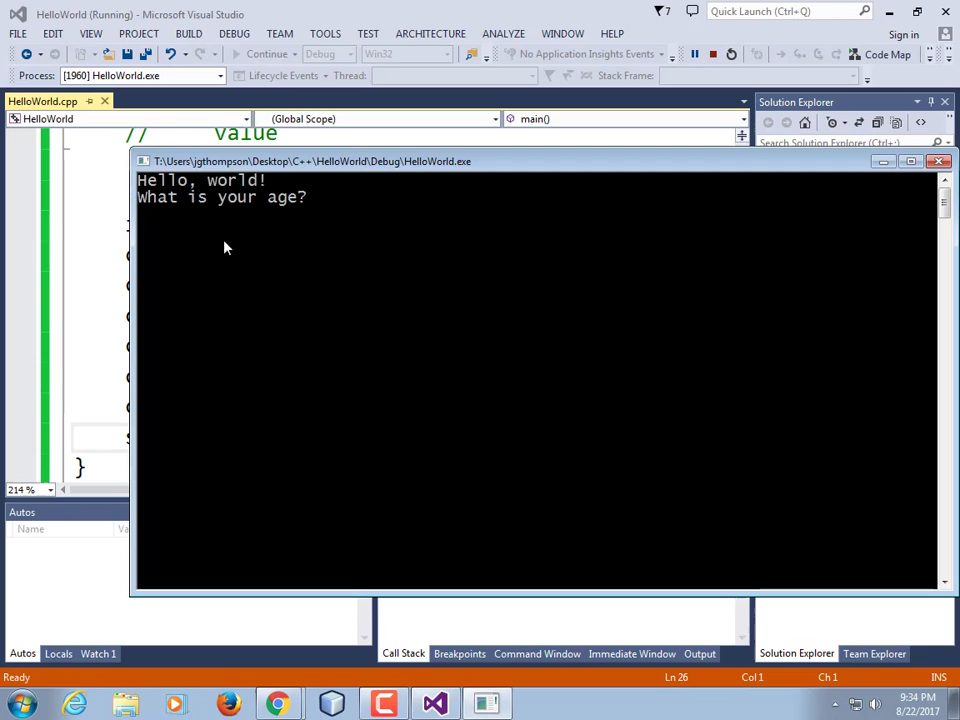 HelloWorld (Running) - Microsoft Visual Studio
7
Quick Launch (Ctrl+Q)
FILE EDIT VIEW PROJECT BUILD DEBUG TEAM TOOLS TEST ARCHITECTURE ANALYZE WINDOW HELP
Sign in
Continue Debug Win32 No Application Insights Events Code Map
Process: [1960] HelloWorld.exe Lifecycle Events Thread: Stack Frame:
HelloWorld.cpp
Solution Explorer
HelloWorld (Global Scope) main()
Search Solution Explorer (Ctrl+;)
// value
T:\Users\jgthompson\Desktop\C++\HelloWorld\Debug\HelloWorld.exe
Hello, world!
What is your age?
}
214 %
Autos
Name
Autos Locals Watch 1
Call Stack Breakpoints Command Window Immediate Window Output
Solution Explorer Team Explorer
Ready Ln 26 Col 1 Ch 1 INS
9:34 PM
8/22/2017